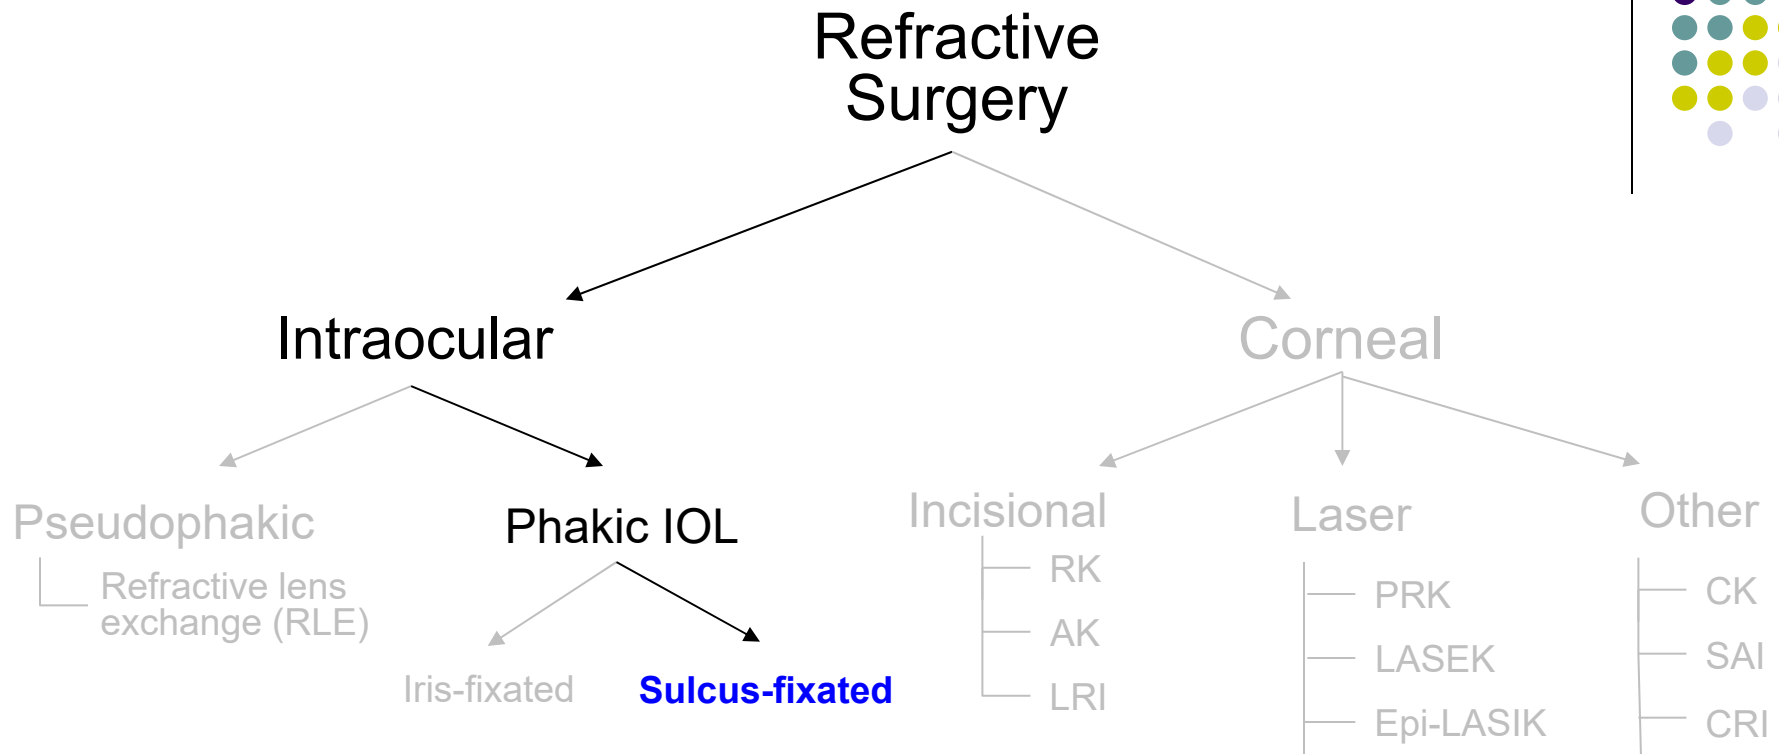 Refractive
Surgery
Intraocular
Corneal
Pseudophakic
Phakic IOL
Incisional
Laser
Other
Refractive lens
exchange (RLE)
Iris-fixated
Sulcus-fixated
RK
AK
LRI
PRK
LASEK
Epi-LASIK
CK
SAI
CRI